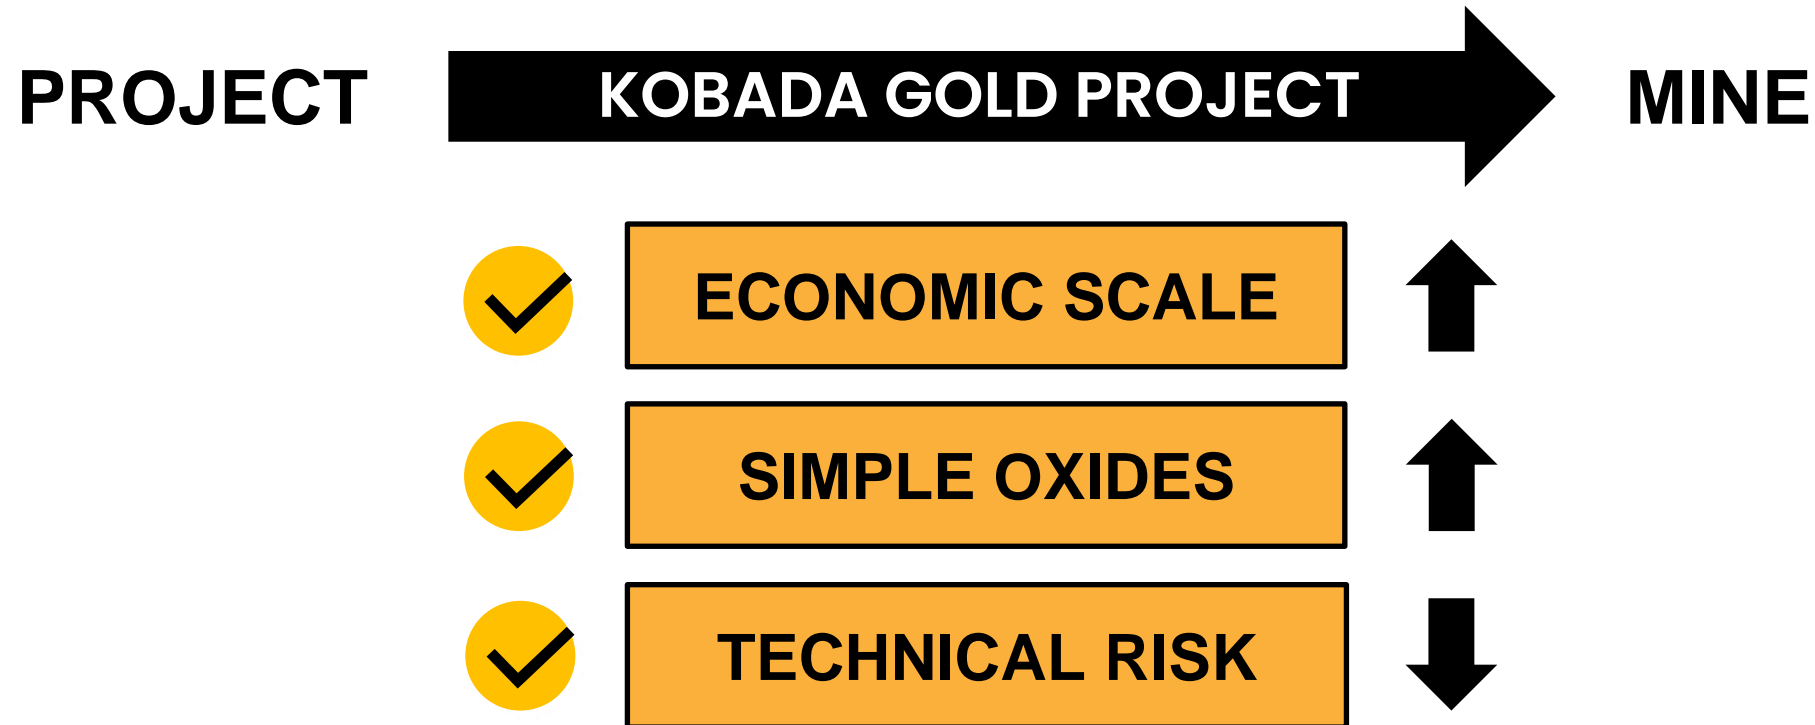 PROJECT
KOBADA GOLD PROJECT
MINE
ECONOMIC SCALE
SIMPLE OXIDES
TECHNICAL RISK